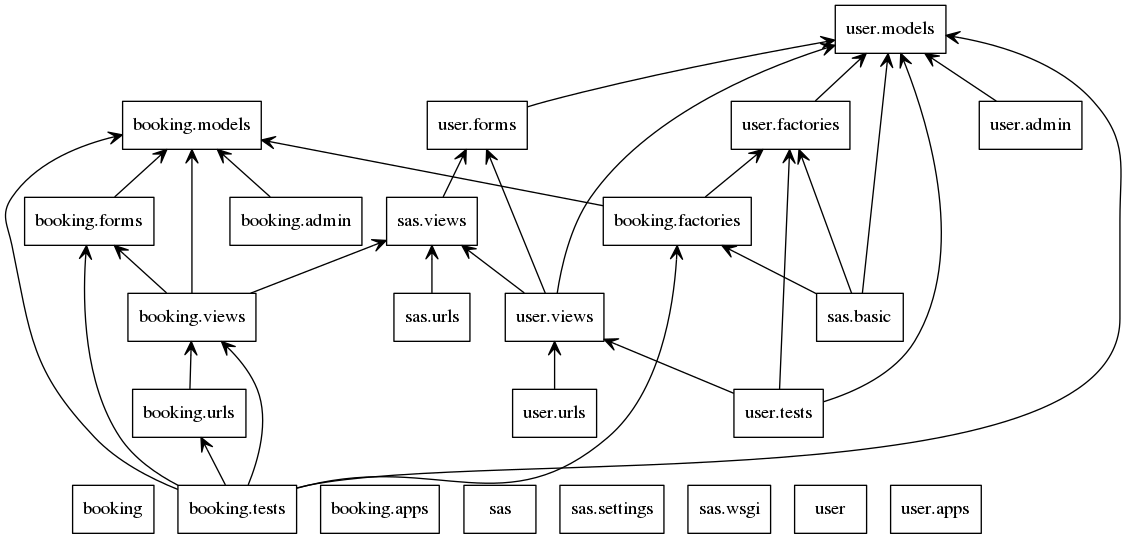 user.models
booking.models
user.forms
user.factories
user.admin
booking.forms
booking.admin
sas.views
booking.factories
booking.views
sas.urls
user.views
sas.basic
booking.urls
user.urls
user.tests
booking
booking.tests
booking.apps
sas
sas.settings
sas.wsgi
user
user.apps